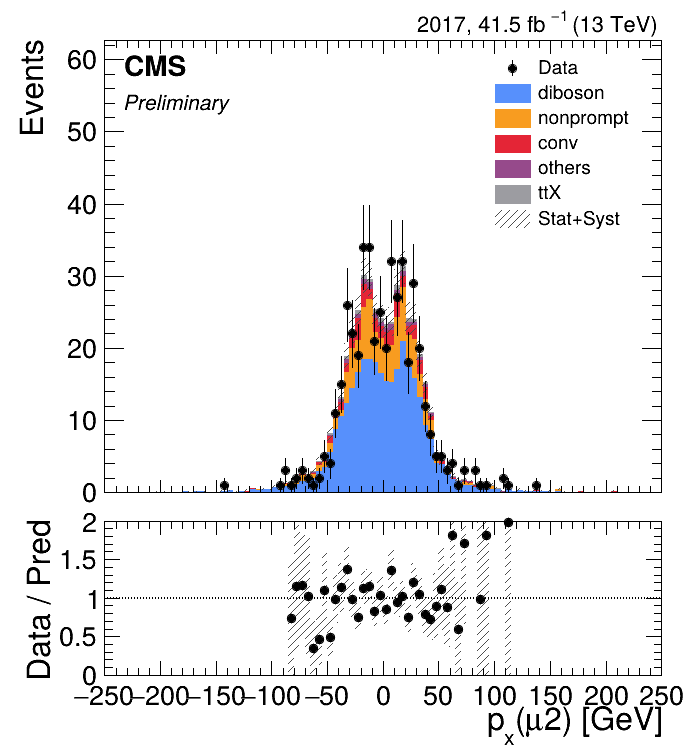 2017, 41.5 fb⁻¹ (13 TeV)
CMS
Preliminary
Events
60
50
40
30
20
10
0
Data
diboson
nonprompt
conv
others
ttX
Stat+Syst
Data / Pred
2
1.5
1
0.5
0
−250 −200 −150 −100 −50 0 50 100 150 200 250
pₓ(μ2) [GeV]